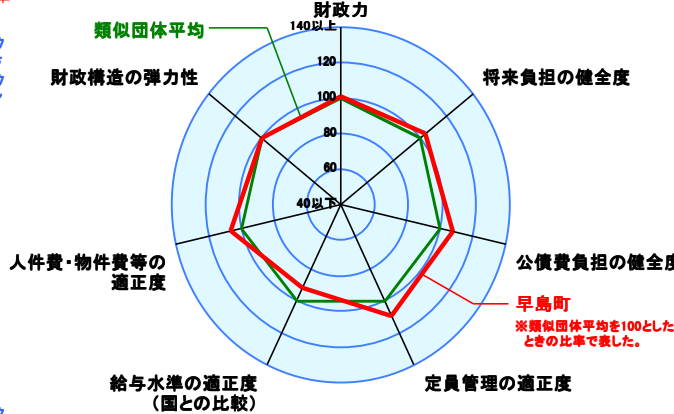 財政力
140以上
類似団体平均
120
財政構造の弾力性
将来負担の健全度
100
80
60
40以下
人件費・物件費等の
適正度
公債費負担の健全度
早島町
※類似団体平均を100とした
ときの比率で表した。
給与水準の適正度
（国との比較）
定員管理の適正度